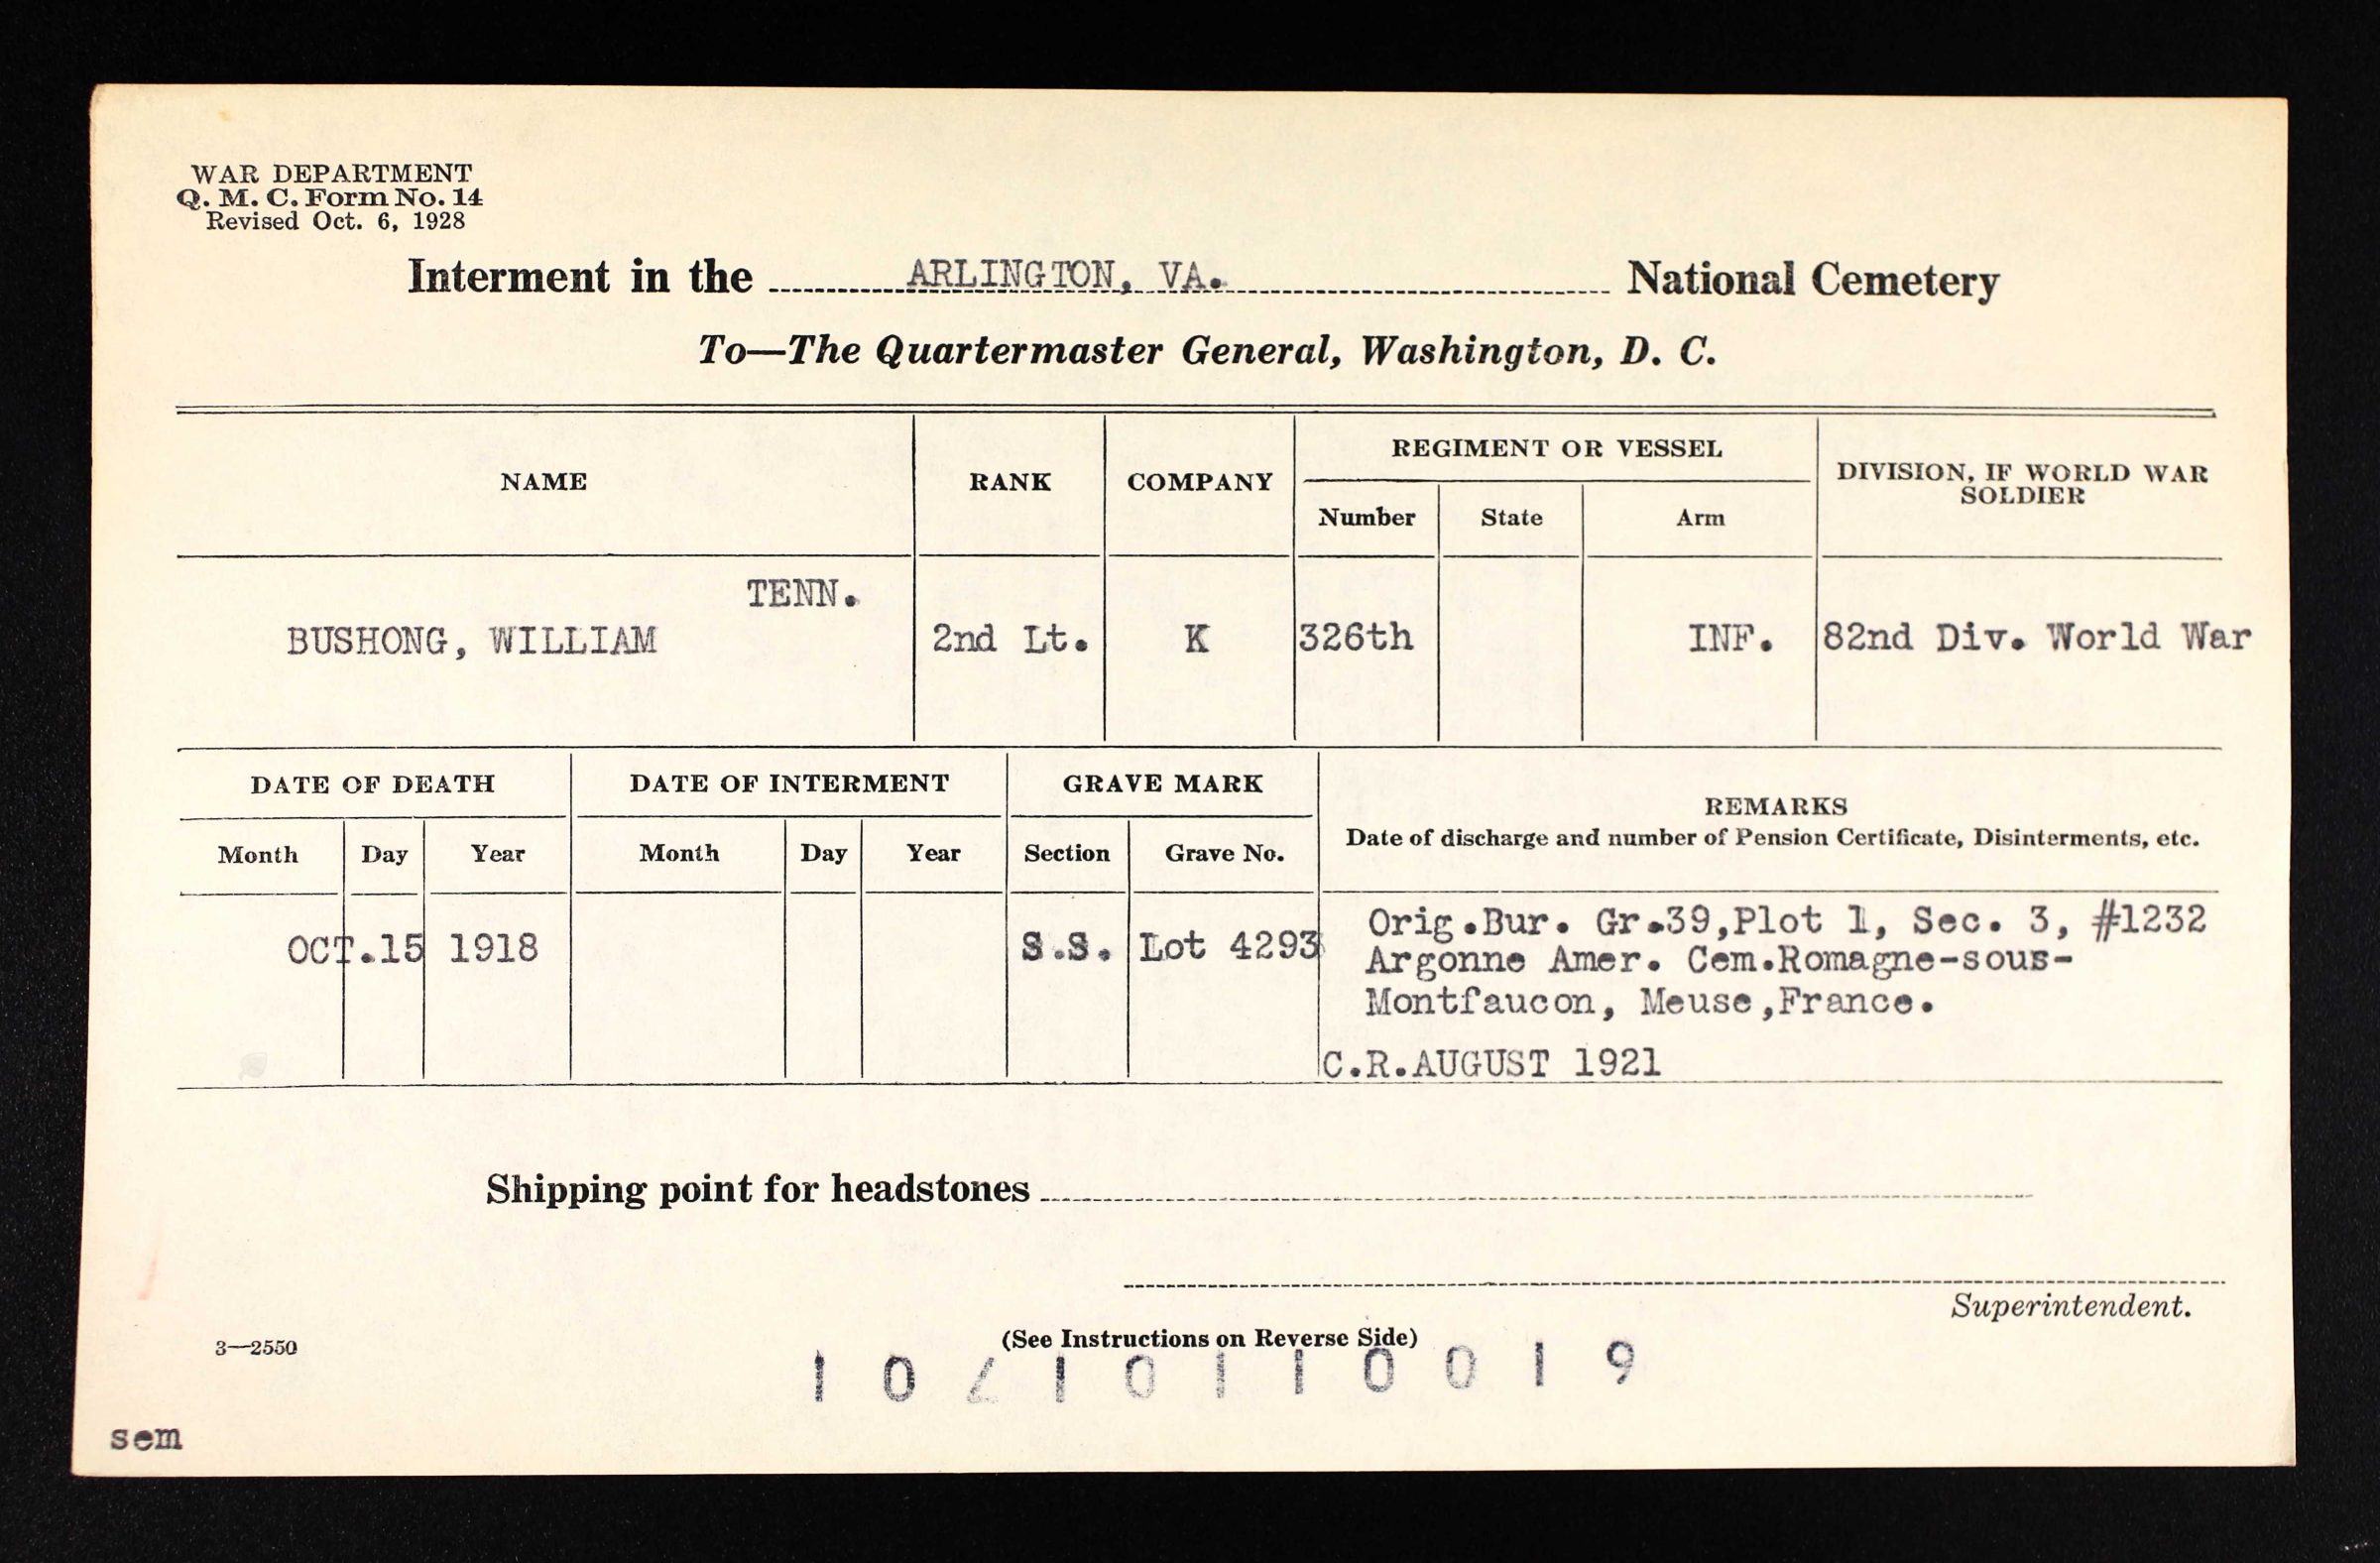 WAR DEPARTMENT
Q. M. C. Form No. 14
Revised Oct. 6, 1928
Interment in the ARLINGTON, VA. National Cemetery
To—The Quartermaster General, Washington, D. C.
NAME RANK COMPANY REGIMENT OR VESSEL DIVISION, IF WORLD WAR SOLDIER
Number State Arm
TENN.
BUSHONG, WILLIAM 2nd Lt. K 326th INF. 82nd Div. World War
DATE OF DEATH DATE OF INTERMENT GRAVE MARK REMARKS
Date of discharge and number of Pension Certificate, Disinterments, etc.
Month Day Year Month Day Year Section Grave No.
OCT.15 1918 S.S. Lot 4293 Orig.Bur. Gr.39,Plot 1, Sec. 3, #1232
Argonne Amer. Cem.Romagne-sous-
Montfaucon, Meuse,France.
C.R.AUGUST 1921
Shipping point for headstones
Superintendent.
(See Instructions on Reverse Side)
3—2550
sem